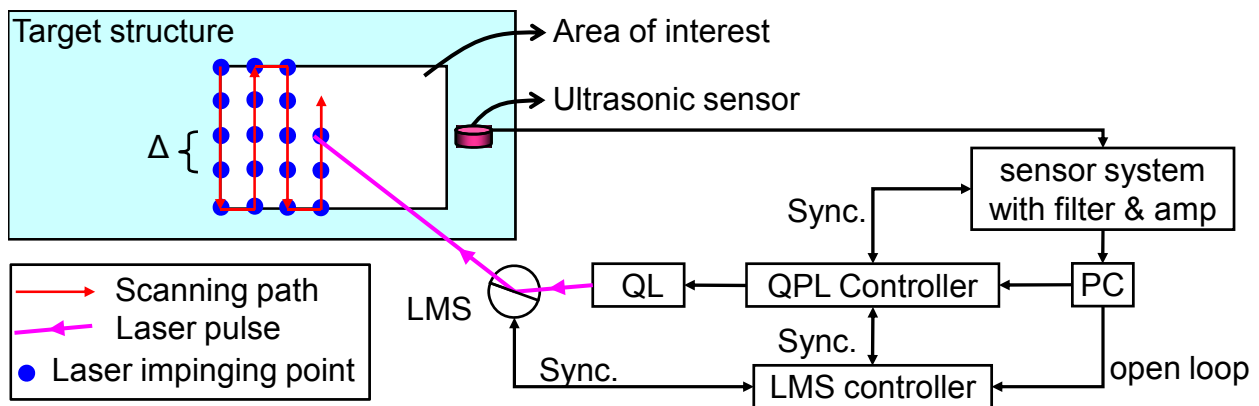 Target structure
Area of interest
Ultrasonic sensor
Δ
sensor system
with filter & amp
Sync.
LMS
QL
QPL Controller
PC
Scanning path
Laser pulse
Laser impinging point
Sync.
Sync.
LMS controller
open loop